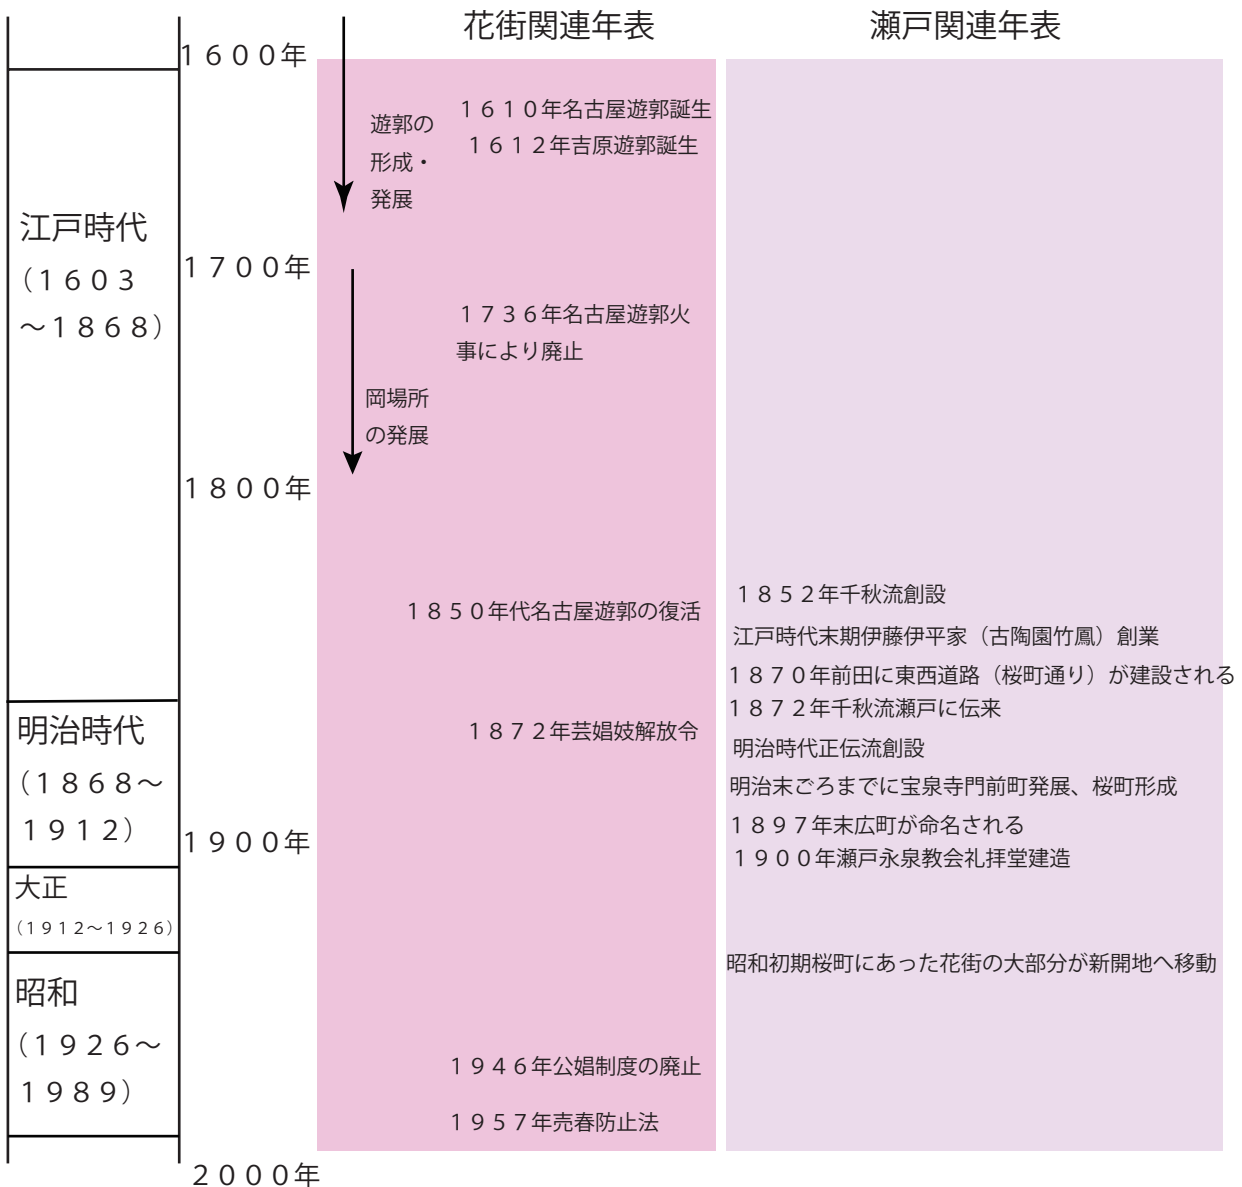 花街関連年表
瀬戸関連年表
１６００年
江戸時代
（１６０３
～１８６８）
遊郭の
形成・
発展
１６１０年名古屋遊郭誕生
１６１２年吉原遊郭誕生
１７００年
１７３６年名古屋遊郭火
事により廃止
岡場所
の発展
１８００年
１８５０年代名古屋遊郭の復活
１８５２年千秋流創設
江戸時代末期伊藤伊平家（古陶園竹鳳）創業
１８７０年前田に東西道路（桜町通り）が建設される
１８７２年千秋流瀬戸に伝来
明治時代
（１８６８～
１９１２）
１８７２年芸娼妓解放令
明治時代正伝流創設
明治末ごろまでに宝泉寺門前町発展、桜町形成
１８９７年末広町が命名される
１９００年
１９００年瀬戸永泉教会礼拝堂建造
大正
（１９１２～１９２６）
昭和
（１９２６～
１９８９）
昭和初期桜町にあった花街の大部分が新開地へ移動
１９４６年公娼制度の廃止
１９５７年売春防止法
２０００年